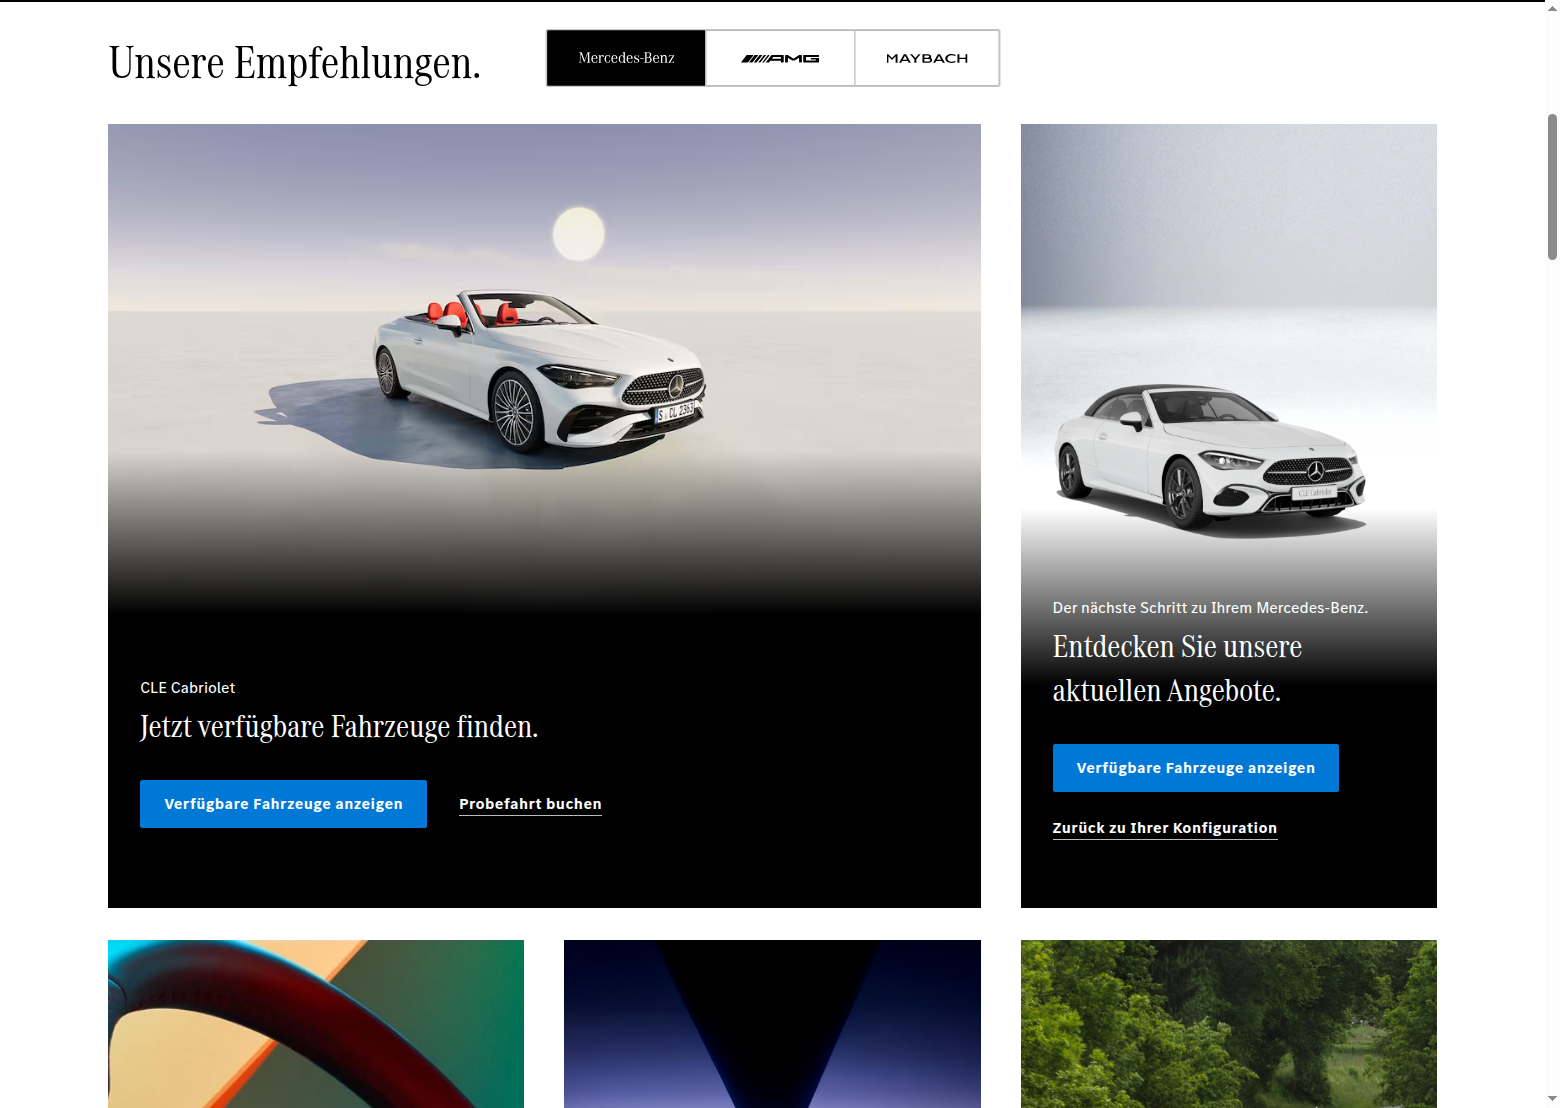 Unsere Empfehlungen.
Mercedes-Benz
AMG
MAYBACH
S CL 2363
CLE Cabriolet
CLE Cabriolet
Jetzt verfügbare Fahrzeuge finden.
Verfügbare Fahrzeuge anzeigen
Probefahrt buchen
Der nächste Schritt zu Ihrem Mercedes-Benz.
Entdecken Sie unsere
aktuellen Angebote.
Verfügbare Fahrzeuge anzeigen
Zurück zu Ihrer Konfiguration